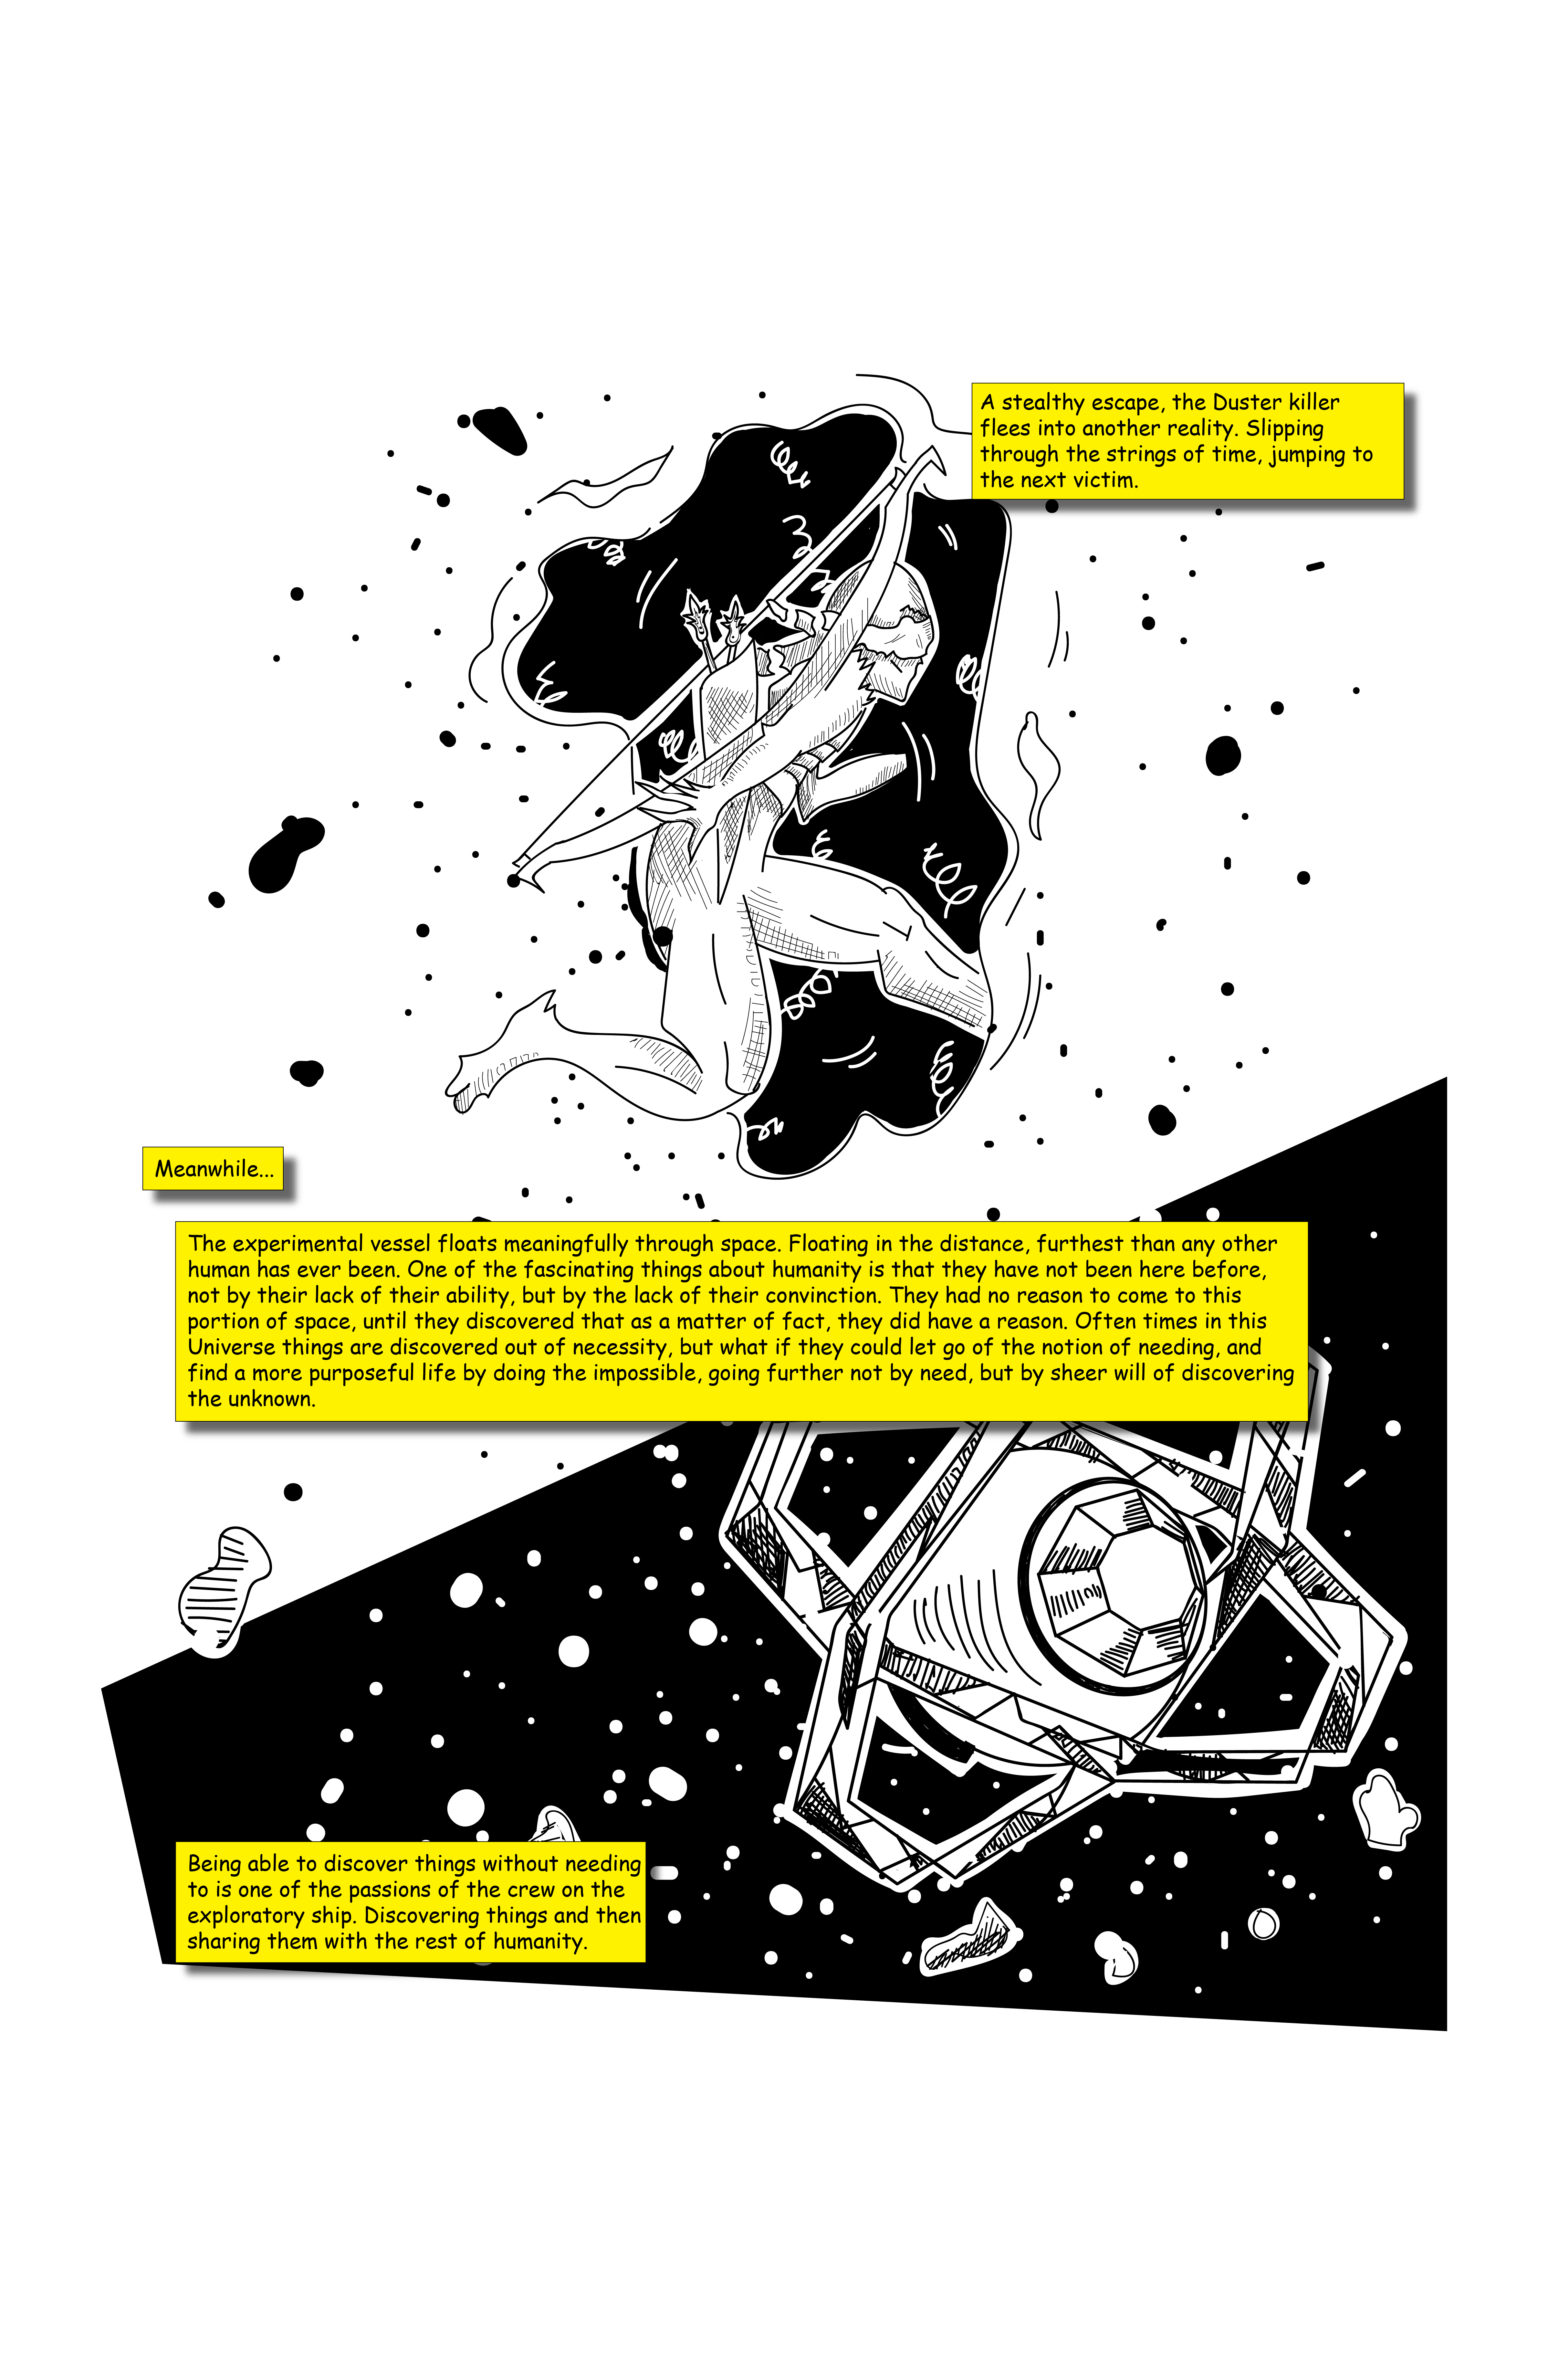 A stealthy escape, the Duster killer
flees into another reality. Slipping
through the strings of time, jumping to
the next victim.
Meanwhile...
The experimental vessel floats meaningfully through space. Floating in the distance, furthest than any other
human has ever been. One of the fascinating things about humanity is that they have not been here before,
not by their lack of their ability, but by the lack of their convinction. They had no reason to come to this
portion of space, until they discovered that as a matter of fact, they did have a reason. Often times in this
Universe things are discovered out of necessity, but what if they could let go of the notion of needing, and
find a more purposeful life by doing the impossible, going further not by need, but by sheer will of discovering
the unknown.
Being able to discover things without needing
to is one of the passions of the crew on the
exploratory ship. Discovering things and then
sharing them with the rest of humanity.